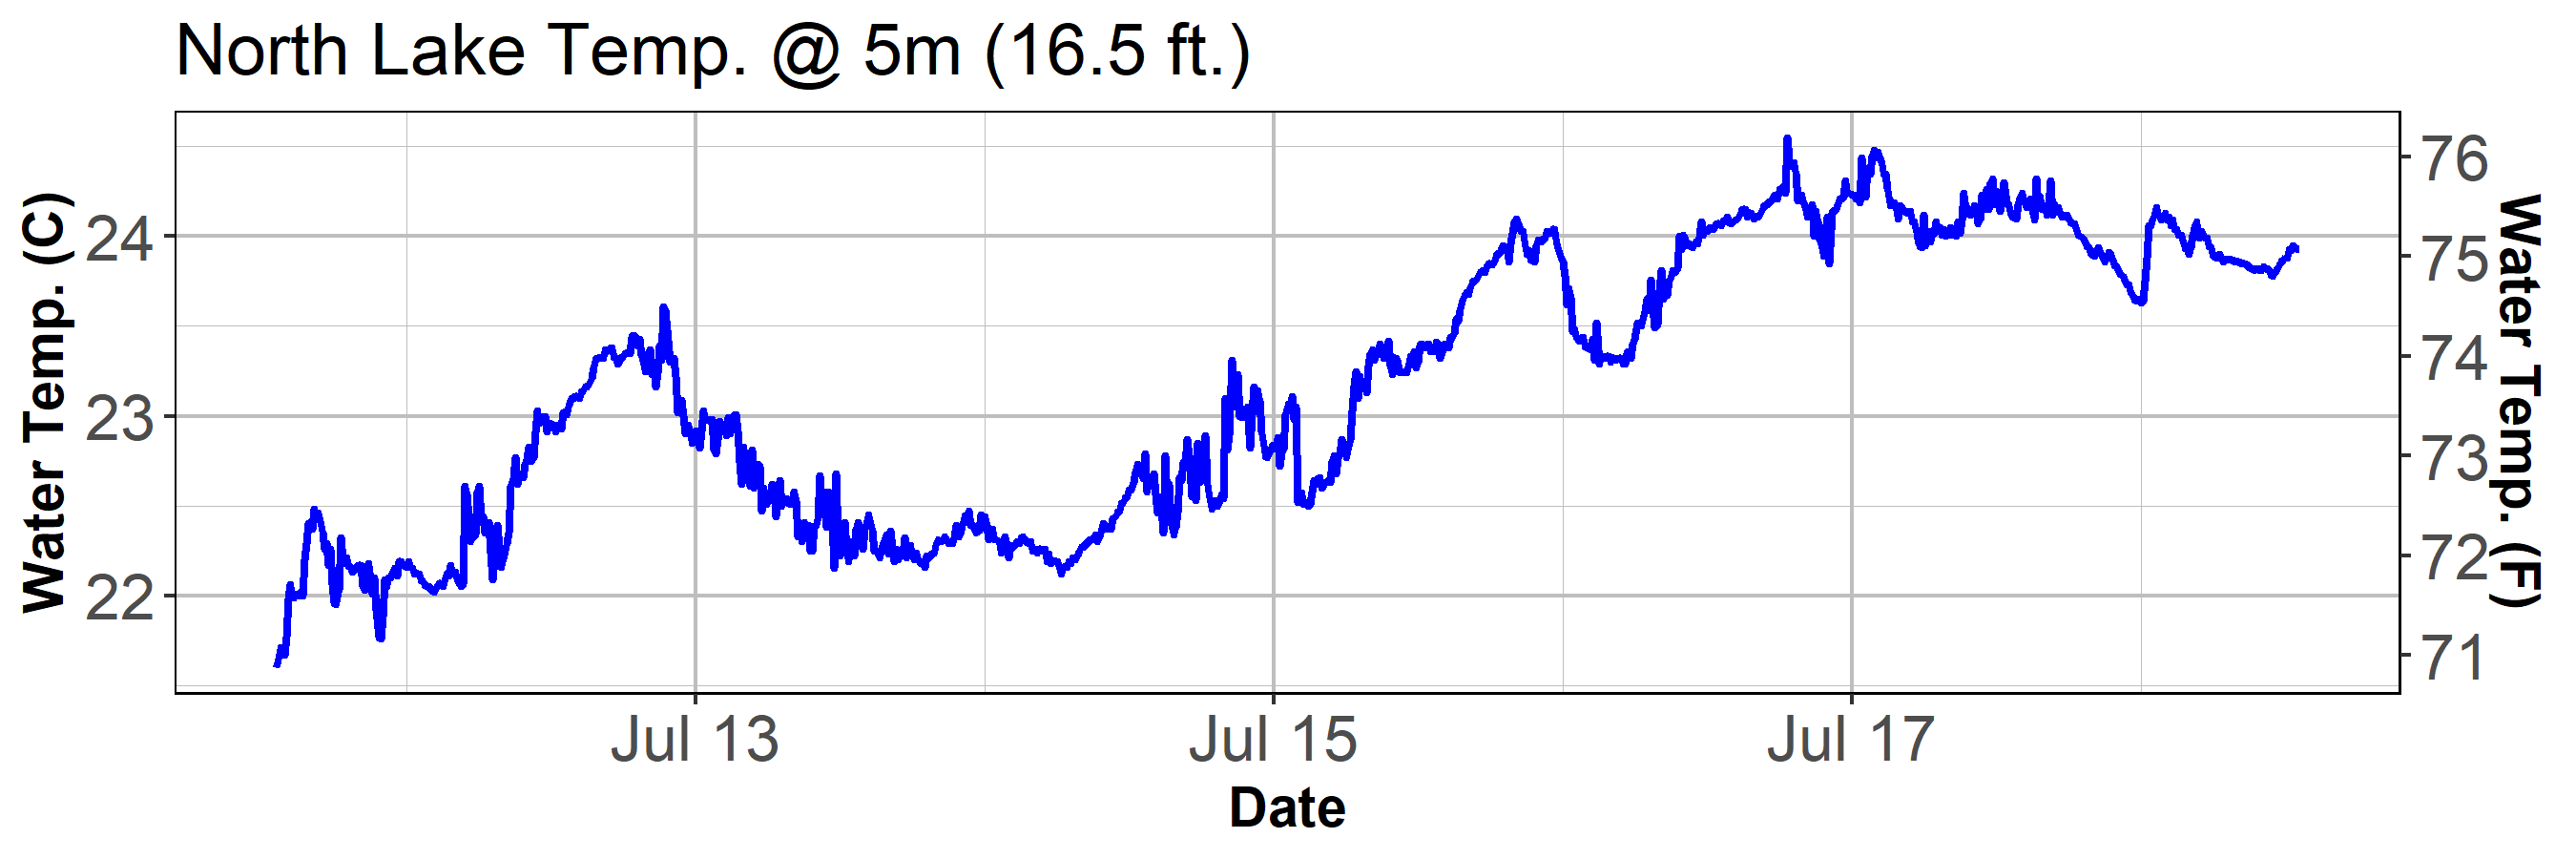 North Lake Temp. @ 5m (16.5 ft.)
Water Temp. (C)
24
23
22
76
75
74
73
72
71
Water Temp. (F)
Jul 13
Jul 15
Jul 17
Date